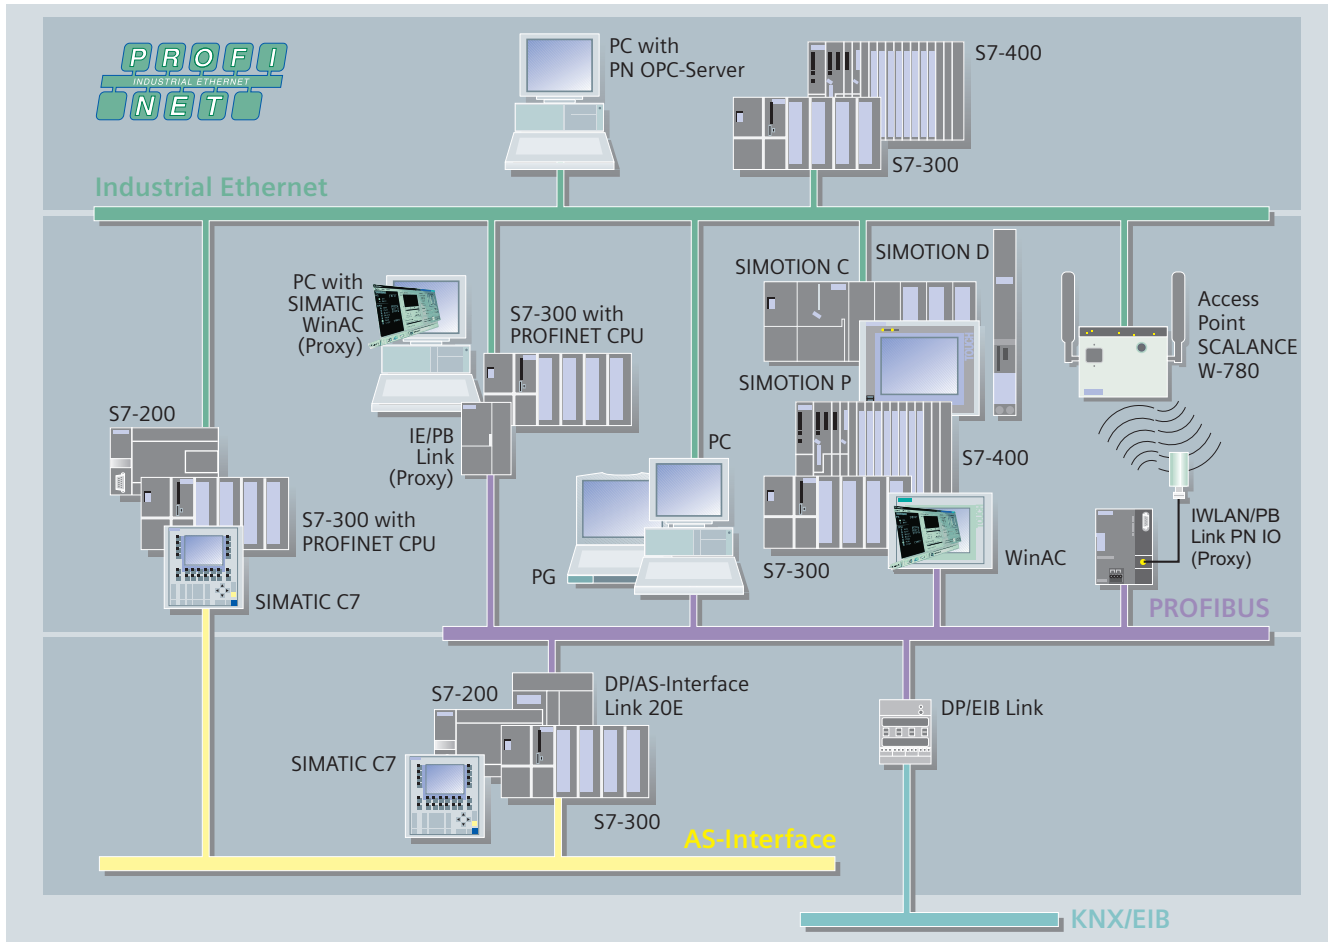 PROFI
INDUSTRIAL ETHERNET
NET
PC with
PN OPC-Server
S7-400
S7-300
Industrial Ethernet
PC with
SIMATIC
WinAC
(Proxy)
S7-300 with
PROFINET CPU
SIMOTION C
SIMOTION D
SIMOTION P
Access
Point
SCALANCE
W-780
S7-200
IE/PB
Link
(Proxy)
PC
S7-400
S7-300 with
PROFINET CPU
PG
S7-300
WinAC
IWLAN/PB
Link PN IO
(Proxy)
SIMATIC C7
PROFIBUS
S7-200
DP/AS-Interface
Link 20E
DP/EIB Link
SIMATIC C7
S7-300
AS-Interface
KNX/EIB